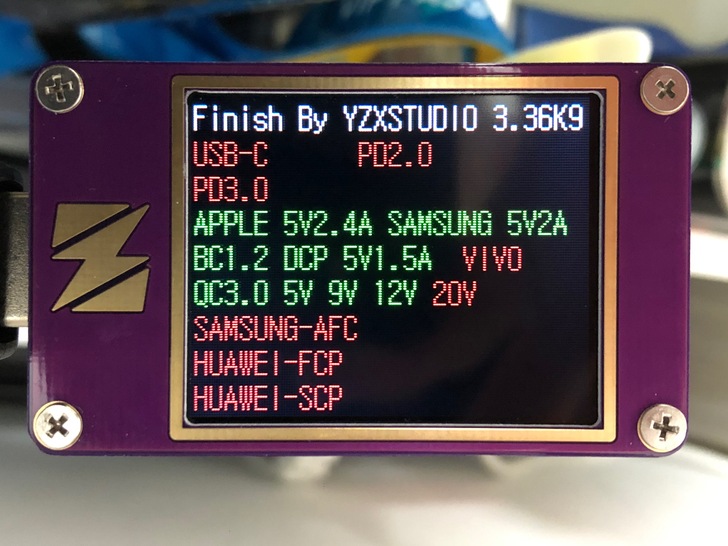 Finish By YZXSTUDIO 3.36K9
USB-C PD2.0
PD3.0
APPLE 5V2.4A SAMSUNG 5V2A
BC1.2 DCP 5V1.5A VIVO
QC3.0 5V 9V 12V 20V
SAMSUNG-AFC
HUAWEI-FCP
HUAWEI-SCP